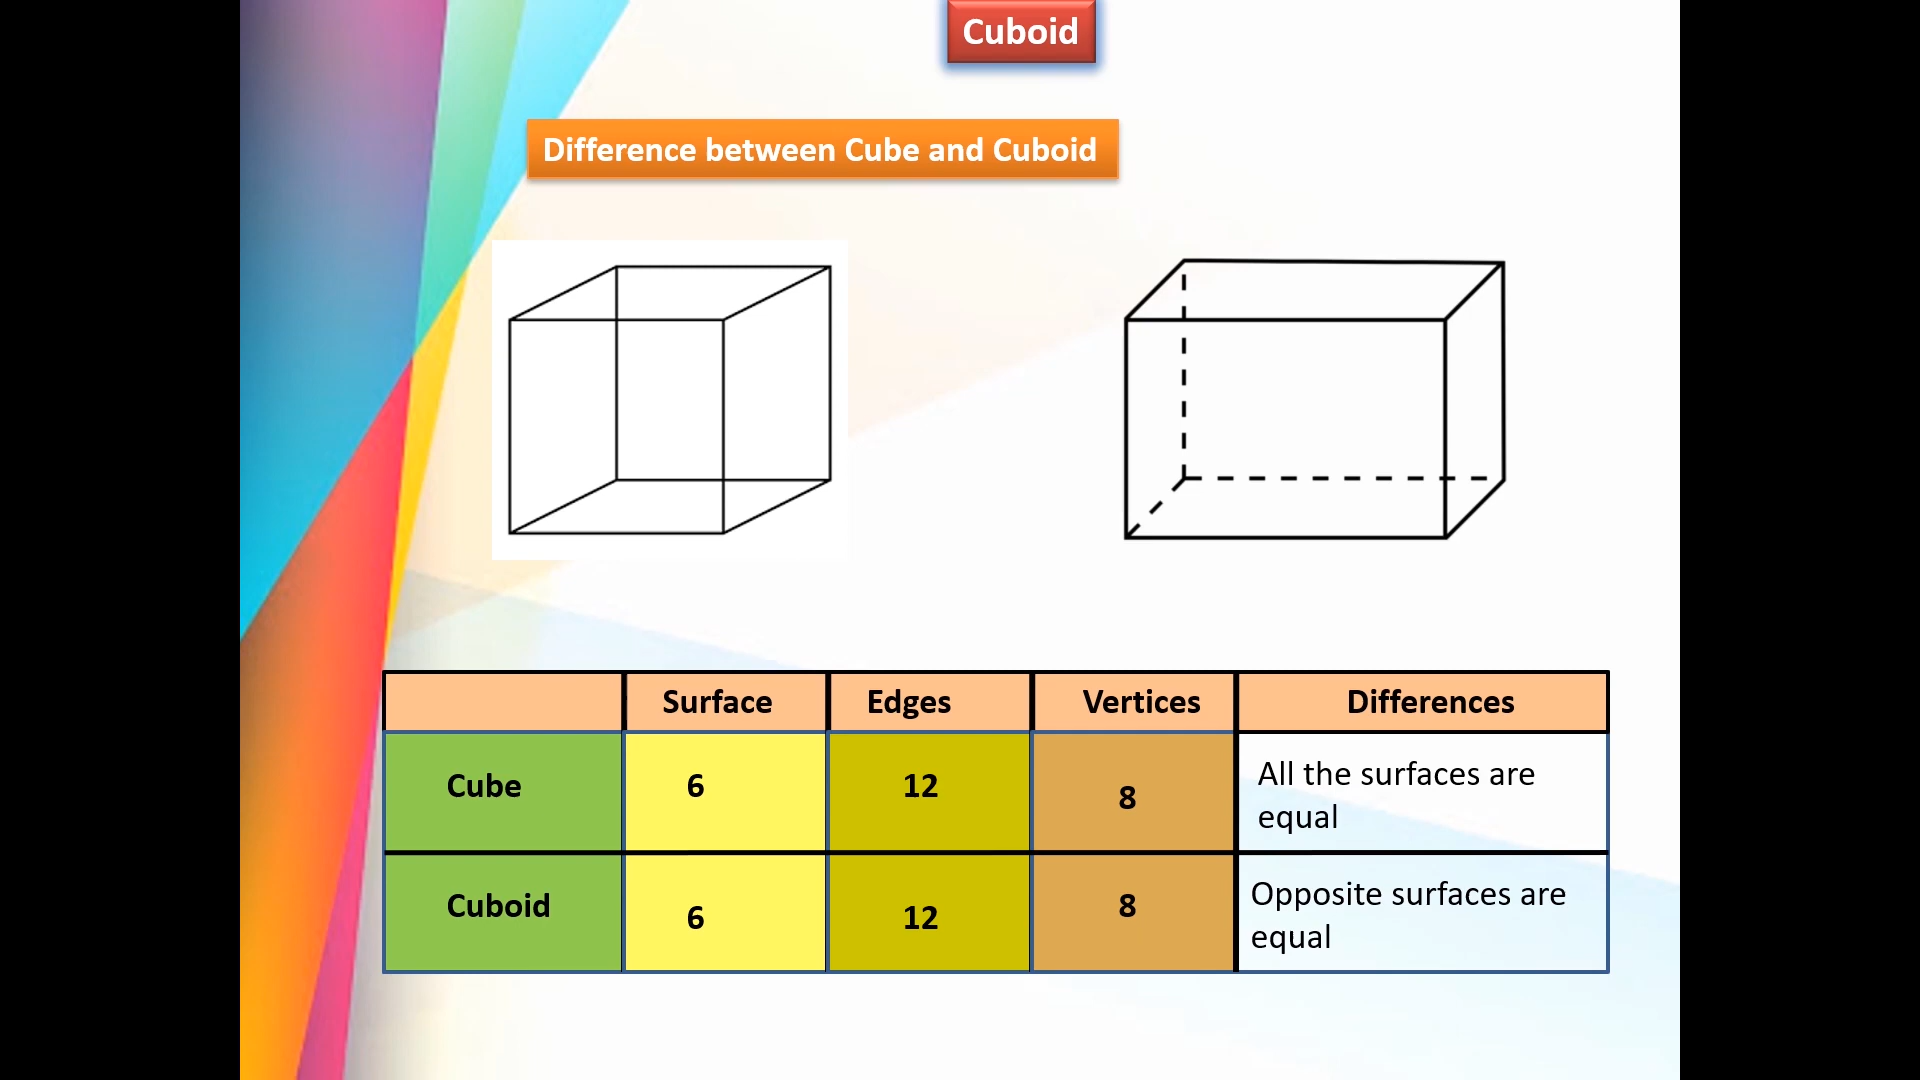 Cuboid
Difference between Cube and Cuboid
Surface Edges Vertices Differences
Cube 6 12 8 All the surfaces are
equal
Cuboid 6 12 8 Opposite surfaces are
equal